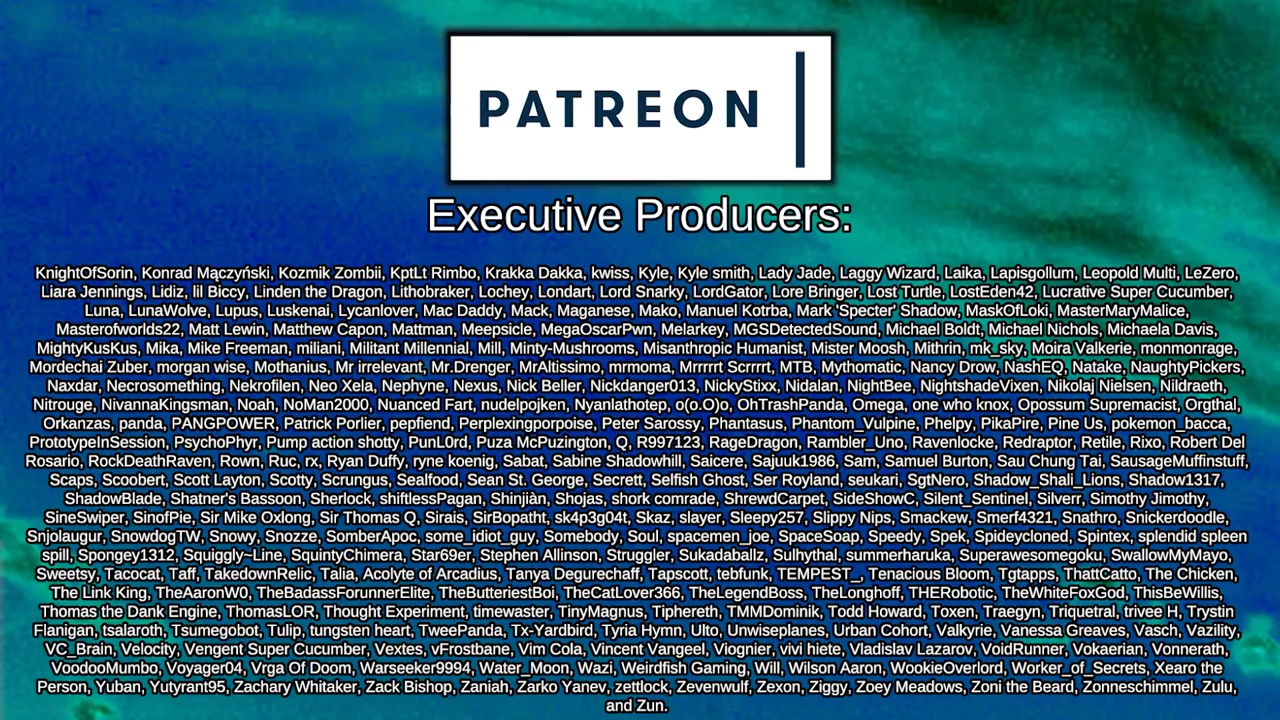 PATREON
Executive Producers:
KnightOfSorin, Konrad Mączyński, Kozmik Zombii, KptLt Rimbo, Krakka Dakka, kwiss, Kyle, Kyle smith, Lady Jade, Laggy Wizard, Laika, Lapisgollum, Leopold Multi, LeZero,
Liara Jennings, Lidiz, lil Biccy, Linden the Dragon, Lithobraker, Lochey, Londart, Lord Snarky, LordGator, Lore Bringer, Lost Turtle, LostEden42, Lucrative Super Cucumber,
Luna, LunaWolve, Lupus, Luskenai, Lycanlover, Mac Daddy, Mack, Maganese, Mako, Manuel Kotrba, Mark 'Specter' Shadow, MaskOfLoki, MasterMaryMalice,
Masterofworlds22, Matt Lewin, Matthew Capon, Mattman, Meepsicle, MegaOscarPwn, Melarkey, MGSDetectedSound, Michael Boldt, Michael Nichols, Michaela Davis,
MightyKusKus, Mika, Mike Freeman, miliani, Militant Millennial, Mill, Minty-Mushrooms, Misanthropic Humanist, Mister Moosh, Mithrin, mk_sky, Moira Valkerie, monmonrage,
Mordechai Zuber, morgan wise, Mothanius, Mr irrelevant, Mr.Drenger, MrAltissimo, mrmoma, Mrrrrrt Scrrrrt, MTB, Mythomatic, Nancy Drow, NashEQ, Natake, NaughtyPickers,
Naxdar, Necrosomething, Nekrofilen, Neo Xela, Nephyne, Nexus, Nick Beller, Nickdanger013, NickyStixx, Nidalan, NightBee, NightshadeVixen, Nikolaj Nielsen, Nildraeth,
Nitrouge, NivannaKingsman, Noah, NoMan2000, Nuanced Fart, nudelpojken, Nyanlathotep, o(o.O)o, OhTrashPanda, Omega, one who knox, Opossum Supremacist, Orgthal,
Orkanzas, panda, PANGPOWER, Patrick Porlier, pepfiend, Perplexingporpoise, Peter Sarossy, Phantasus, Phantom_Vulpine, Phelpy, PikaPire, Pine Us, pokemon_bacca,
PrototypeInSession, PsychoPhyr, Pump action shotty, PunL0rd, Puza McPuzington, Q, R997123, RageDragon, Rambler_Uno, Ravenlocke, Redraptor, Retile, Rixo, Robert Del
Rosario, RockDeathRaven, Rown, Ruc, rx, Ryan Duffy, ryne koenig, Sabat, Sabine Shadowhill, Saicere, Sajuuk1986, Sam, Samuel Burton, Sau Chung Tai, SausageMuffinstuff,
Scaps, Scoobert, Scott Layton, Scotty, Scrungus, Sealfood, Sean St. George, Secrett, Selfish Ghost, Ser Royland, seukari, SgtNero, Shadow_Shali_Lions, Shadow1317,
ShadowBlade, Shatner's Bassoon, Sherlock, shiftlessPagan, Shinjiàn, Shojas, shork comrade, ShrewdCarpet, SideShowC, Silent_Sentinel, Silverr, Simothy Jimothy,
SineSwiper, SinofPie, Sir Mike Oxlong, Sir Thomas Q, Sirais, SirBopatht, sk4p3g04t, Skaz, slayer, Sleepy257, Slippy Nips, Smackew, Smerf4321, Snathro, Snickerdoodle,
Snjolaugur, SnowdogTW, Snowy, Snozze, SomberApoc, some_idiot_guy, Somebody, Soul, spacemen_joe, SpaceSoap, Speedy, Spek, Spideycloned, Spintex, splendid spleen
spill, Spongey1312, Squiggly~Line, SquintyChimera, Star69er, Stephen Allinson, Struggler, Sukadaballz, Sulhythal, summerharuka, Superawesomegoku, SwallowMyMayo,
Sweetsy, Tacocat, Taff, TakedownRelic, Talia, Acolyte of Arcadius, Tanya Degurechaff, Tapscott, tebfunk, TEMPEST_, Tenacious Bloom, Tgtapps, ThattCatto, The Chicken,
The Link King, TheAaronW0, TheBadassForunnerElite, TheButteriestBoi, TheCatLover366, TheLegendBoss, TheLonghoff, THERobotic, TheWhiteFoxGod, ThisBeWillis,
Thomas the Dank Engine, ThomasLOR, Thought Experiment, timewaster, TinyMagnus, Tiphereth, TMMDominik, Todd Howard, Toxen, Traegyn, Triquetral, trivee H, Trystin
Flanigan, tsalaroth, Tsumegobot, Tulip, tungsten heart, TweePanda, Tx-Yardbird, Tyria Hymn, Ulto, Unwiseplanes, Urban Cohort, Valkyrie, Vanessa Greaves, Vasch, Vazility,
VC_Brain, Velocity, Vengent Super Cucumber, Vextes, vFrostbane, Vim Cola, Vincent Vangeel, Viognier, vivi hiete, Vladislav Lazarov, VoidRunner, Vokaerian, Vonnerath,
VoodooMumbo, Voyager04, Vrga Of Doom, Warseeker9994, Water_Moon, Wazi, Weirdfish Gaming, Will, Wilson Aaron, WookieOverlord, Worker_of_Secrets, Xearo the
Person, Yuban, Yutyrant95, Zachary Whitaker, Zack Bishop, Zaniah, Zarko Yanev, zettlock, Zevenwulf, Zexon, Ziggy, Zoey Meadows, Zoni the Beard, Zonneschimmel, Zulu,
and Zun.